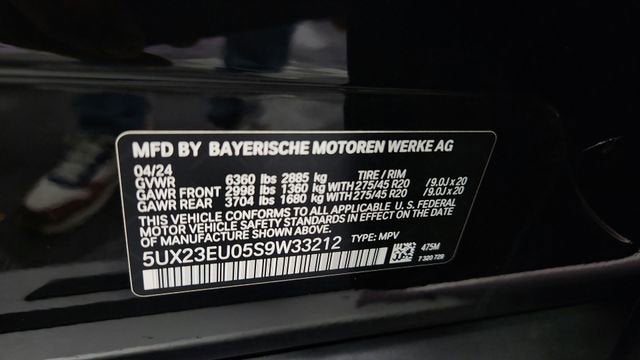 MFD BY BAYERISCHE MOTOREN WERKE AG
04/24
GVWR 6360 lbs 2885 kg TIRE / RIM
GAWR FRONT 2998 lbs 1360 kg WITH 275/45 R20 /9.0J x 20
GAWR REAR 3704 lbs 1680 kg WITH 275/45 R20 /9.0J x 20
THIS VEHICLE CONFORMS TO ALL APPLICABLE U.S. FEDERAL
MOTOR VEHICLE SAFETY STANDARDS IN EFFECT ON THE DATE
OF MANUFACTURE SHOWN ABOVE.
5UX23EU05S9W33212 TYPE: MPV
475M
7 320 729